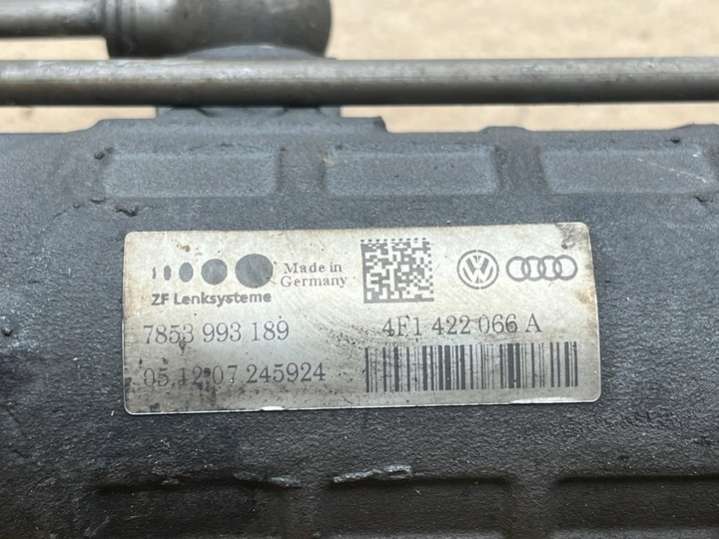 Made in
Germany
ZF Lenksysteme
7853 993 189
4F1 422 066 A
05.12.07 245924